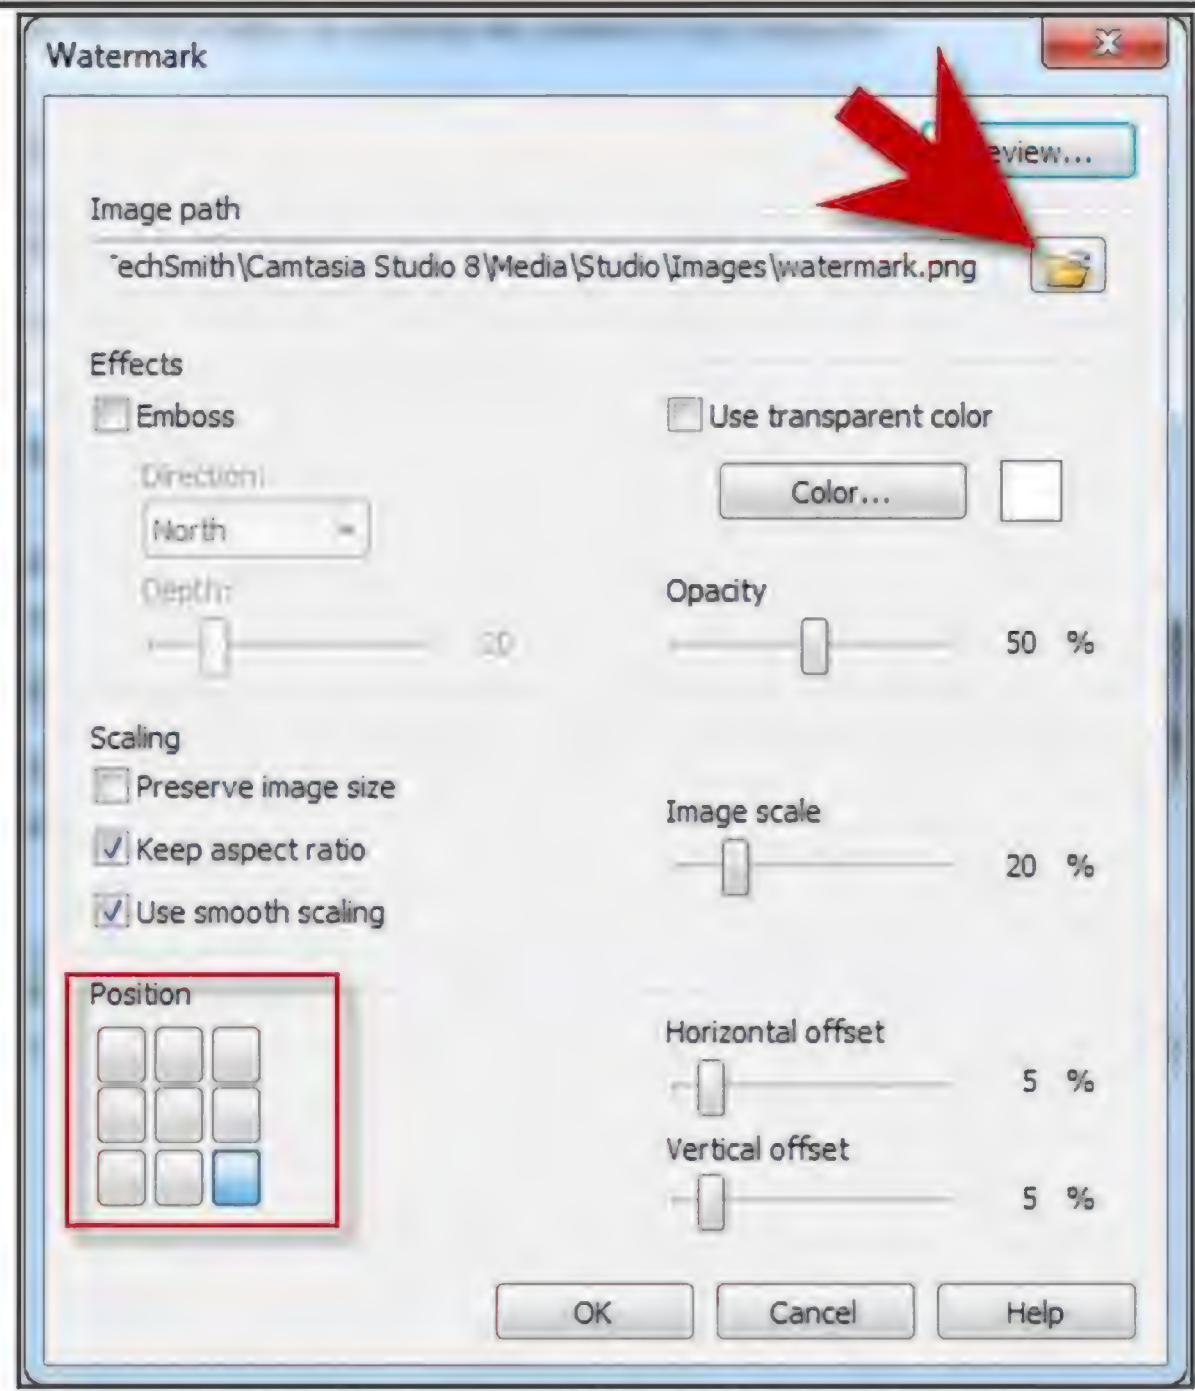 Watermark
eview...
Image path
echSmith\Camtasia Studio 8\Media\Studio\Images\watermark.png
Effects
Emboss
Use transparent color
Direction:
Color...
North
Depth:
Opacity
20
50 %
Scaling
Preserve image size
Image scale
Keep aspect ratio
20 %
Use smooth scaling
Position
Horizontal offset
5 %
Vertical offset
5 %
OK Cancel Help